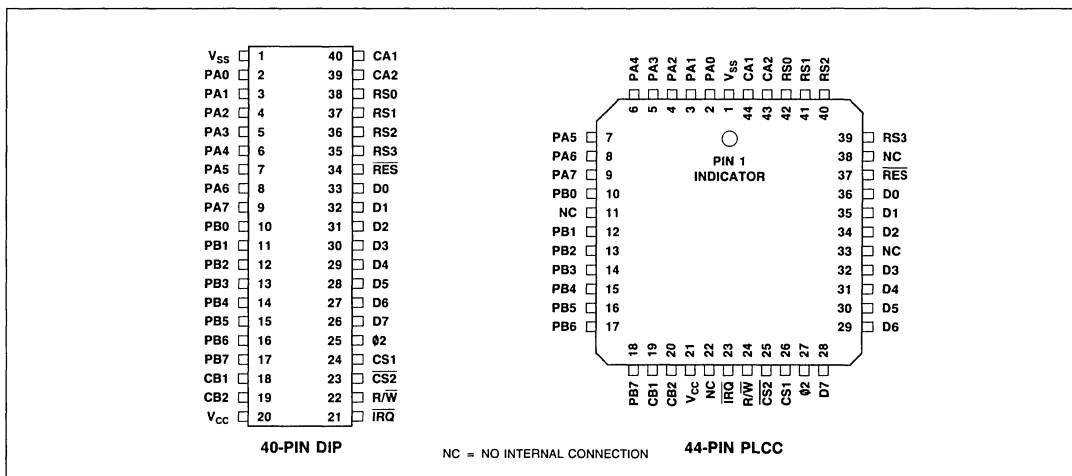 VSS 1 40 CA1
PA0 2 39 CA2
PA1 3 38 RS0
PA2 4 37 RS1
PA3 5 36 RS2
PA4 6 35 RS3
PA5 7 34 RES
PA6 8 33 D0
PA7 9 32 D1
PB0 10 31 D2
PB1 11 30 D3
PB2 12 29 D4
PB3 13 28 D5
PB4 14 27 D6
PB5 15 26 D7
PB6 16 25 Ø2
PB7 17 24 CS1
CB1 18 23 CS2
CB2 19 22 R/W
VCC 20 21 IRQ
40-PIN DIP
PA4 PA3 PA2 PA1 PA0 VSS CA1 CA2 RS0 RS1 RS2
6 5 4 3 2 1 44 43 42 41 40
PA5 7 39 RS3
PA6 8 PIN 1 38 NC
PA7 9 INDICATOR 37 RES
PB0 10 36 D0
NC 11 35 D1
PB1 12 34 D2
PB2 13 33 NC
PB3 14 32 D3
PB4 15 31 D4
PB5 16 30 D5
PB6 17 29 D6
18 19 20 21 22 23 24 25 26 27 28
PB7 CB1 CB2 VCC NC IRQ R/W CS2 CS1 Ø2 D7
NC = NO INTERNAL CONNECTION
44-PIN PLCC